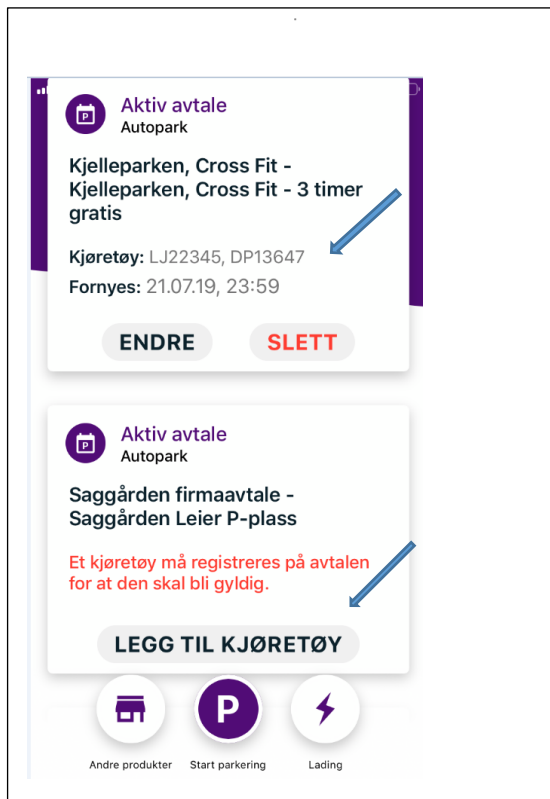 Aktiv avtale
Autopark
Kjelleparken, Cross Fit -
Kjelleparken, Cross Fit - 3 timer
gratis
Kjøretøy: LJ22345, DP13647
Fornyes: 21.07.19, 23:59
ENDRE SLETT
Aktiv avtale
Autopark
Saggården firmaavtale -
Saggården Leier P-plass
Et kjøretøy må registreres på avtalen
for at den skal bli gyldig.
LEGG TIL KJØRETØY
P
Andre produkter Start parkering Lading